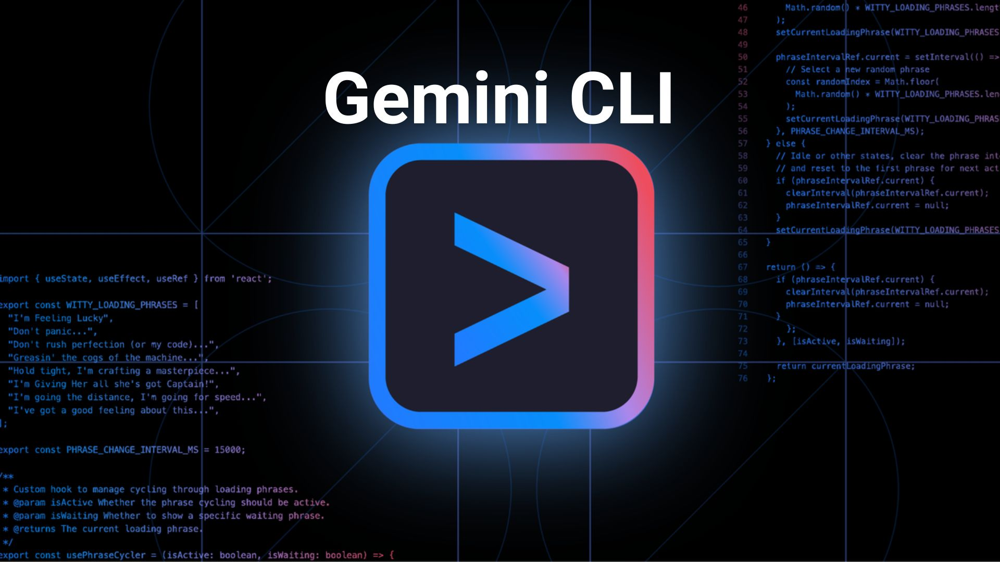 Gemini CLI
>
import { useState, useEffect, useRef } from 'react';
export const WITTY_LOADING_PHRASES = [
"I'm Feeling Lucky",
"Don't panic...",
"Don't rush perfection (or my code)...",
"Greasin' the cogs of the machine...",
"Hold tight, I'm crafting a masterpiece...",
"I'm Giving Her all she's got Captain!",
"I'm going the distance, I'm going for speed...",
"I've got a good feeling about this...",
];
export const PHRASE_CHANGE_INTERVAL_MS = 15000;
/**
* Custom hook to manage cycling through loading phrases.
* @param isActive Whether the phrase cycling should be active.
* @param isWaiting Whether to show a specific waiting phrase.
* @returns The current loading phrase.
*/
export const usePhraseCycler = (isActive: boolean, isWaiting: boolean) => {
46 Math.random() * WITTY_LOADING_PHRASES.lengt
47 );
48 setCurrentLoadingPhrase(WITTY_LOADING_PHRASES
49
50 phraseIntervalRef.current = setInterval(() =>
51 // Select a new random phrase
52 const randomIndex = Math.floor(
53 Math.random() * WITTY_LOADING_PHRASES.len
54 );
55 setCurrentLoadingPhrase(WITTY_LOADING_PHRAS
56 }, PHRASE_CHANGE_INTERVAL_MS);
57 } else {
58 // Idle or other states, clear the phrase int
59 // and reset to the first phrase for next act
60 if (phraseIntervalRef.current) {
61 clearInterval(phraseIntervalRef.current);
62 phraseIntervalRef.current = null;
63 }
64 setCurrentLoadingPhrase(WITTY_LOADING_PHRASES
65 }
66
67 return () => {
68 if (phraseIntervalRef.current) {
69 clearInterval(phraseIntervalRef.current);
70 phraseIntervalRef.current = null;
71 }
72 };
73 }, [isActive, isWaiting]);
74
75 return currentLoadingPhrase;
76 };